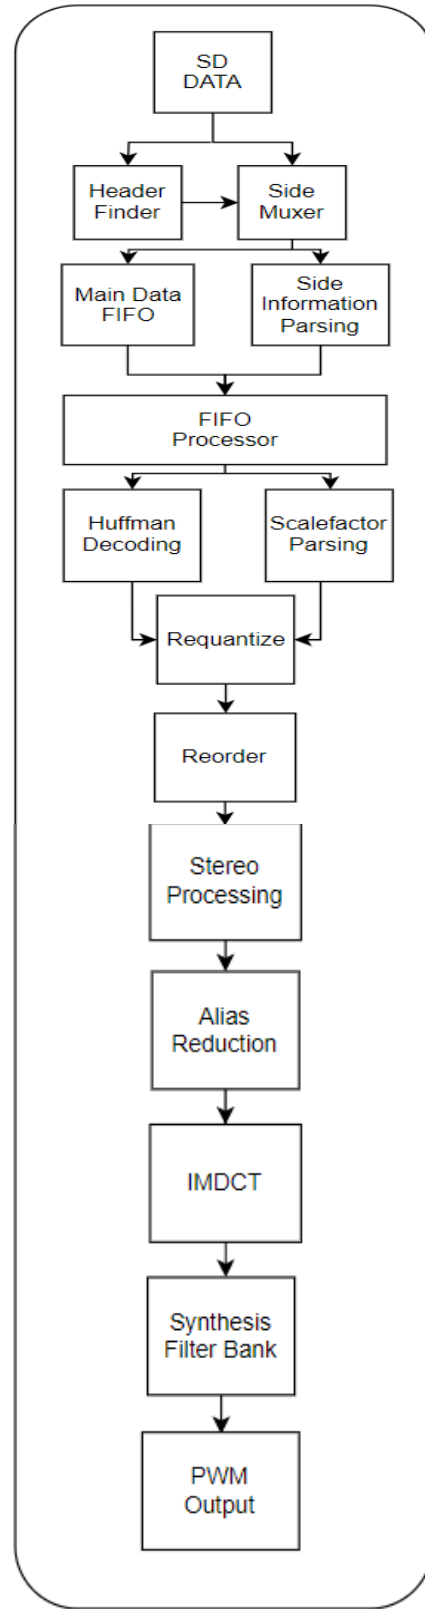 SD
DATA
Header
Finder
Side
Muxer
Main Data
FIFO
Side
Information
Parsing
FIFO
Processor
Huffman
Decoding
Scalefactor
Parsing
Requantize
Reorder
Stereo
Processing
Alias
Reduction
IMDCT
Synthesis
Filter Bank
PWM
Output